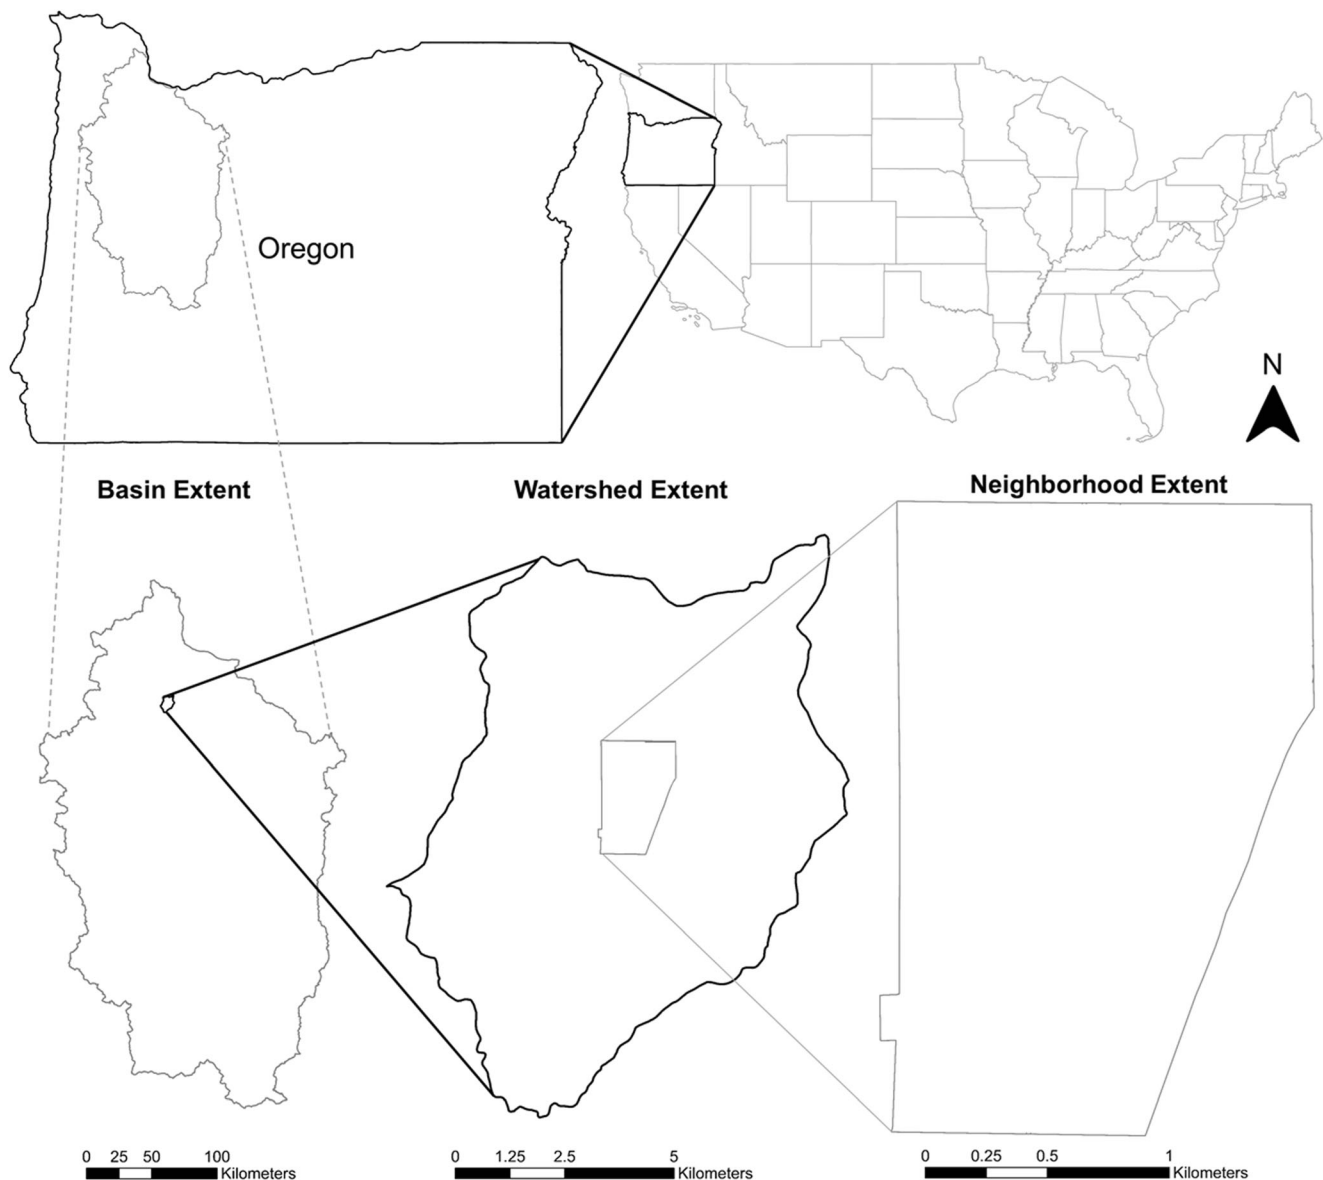 Oregon
N
Basin Extent
Watershed Extent
Neighborhood Extent
0 25 50 100
Kilometers
0 1.25 2.5 5
Kilometers
0 0.25 0.5 1
Kilometers